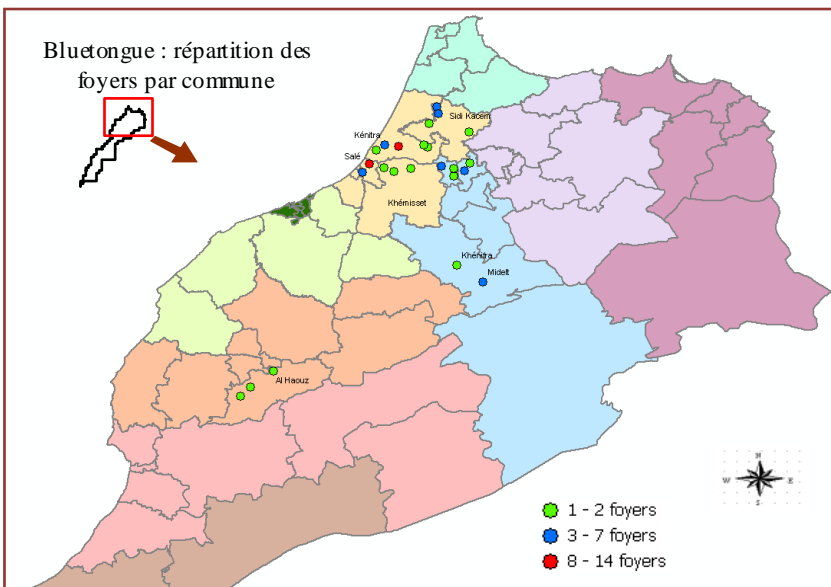 Bluetongue : répartition des
foyers par commune
Sidi Kacem
Kénitra
Salé
Khémisset
Khénifra
Midelt
Al Haouz
N
W E
S
1 - 2 foyers
3 - 7 foyers
8 - 14 foyers